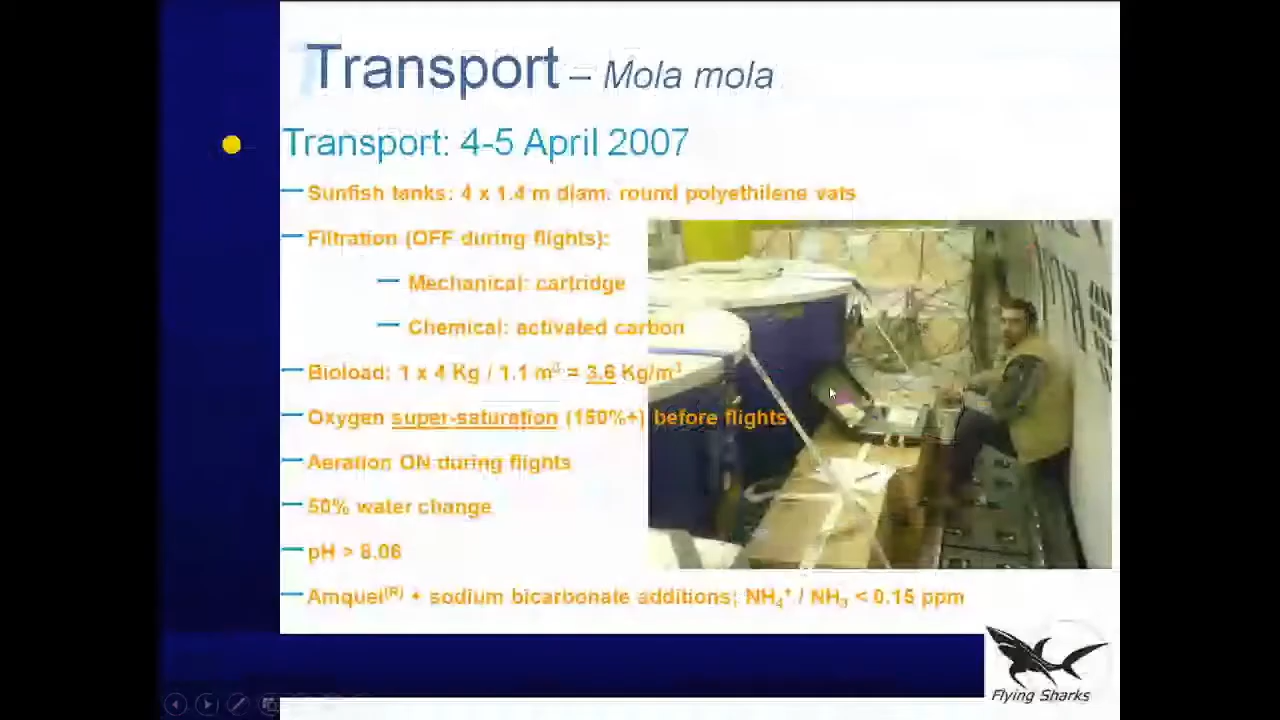 Transport – Mola mola
Transport: 4-5 April 2007
Sunfish tanks: 4 x 1.4 m diam. round polyethilene vats
Filtration (OFF during flights):
Mechanical: cartridge
Chemical: activated carbon
Bioload: 1 x 4 Kg / 1.1 m³ = 3.6 Kg/m³
Oxygen super-saturation (150%+) before flights
Aeration ON during flights
50% water change
pH > 8.06
Amquel(R) + sodium bicarbonate additions; NH₄⁺ / NH₃ < 0.15 ppm
Flying Sharks